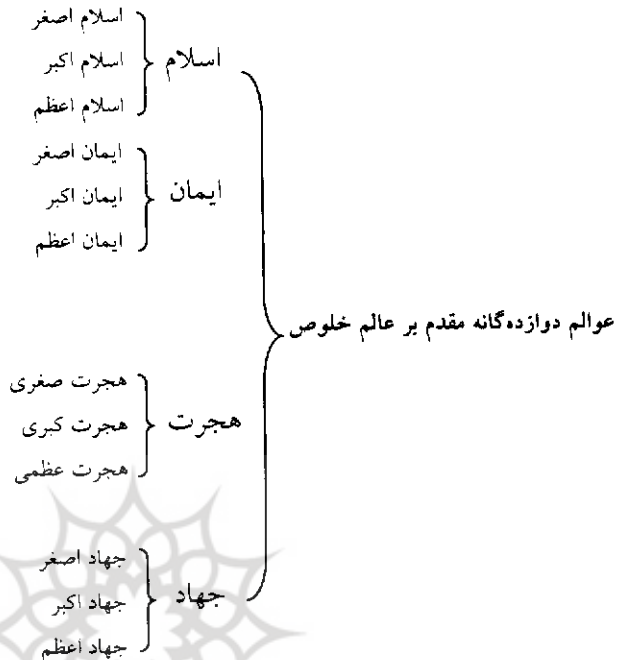 عوالم دوازده‌گانه مقدم بر عالم خلوص
اسلام
اسلام اصغر
اسلام اکبر
اسلام اعظم
ایمان
ایمان اصغر
ایمان اکبر
ایمان اعظم
هجرت
هجرت صغری
هجرت کبری
هجرت عظمی
جهاد
جهاد اصغر
جهاد اکبر
جهاد اعظم